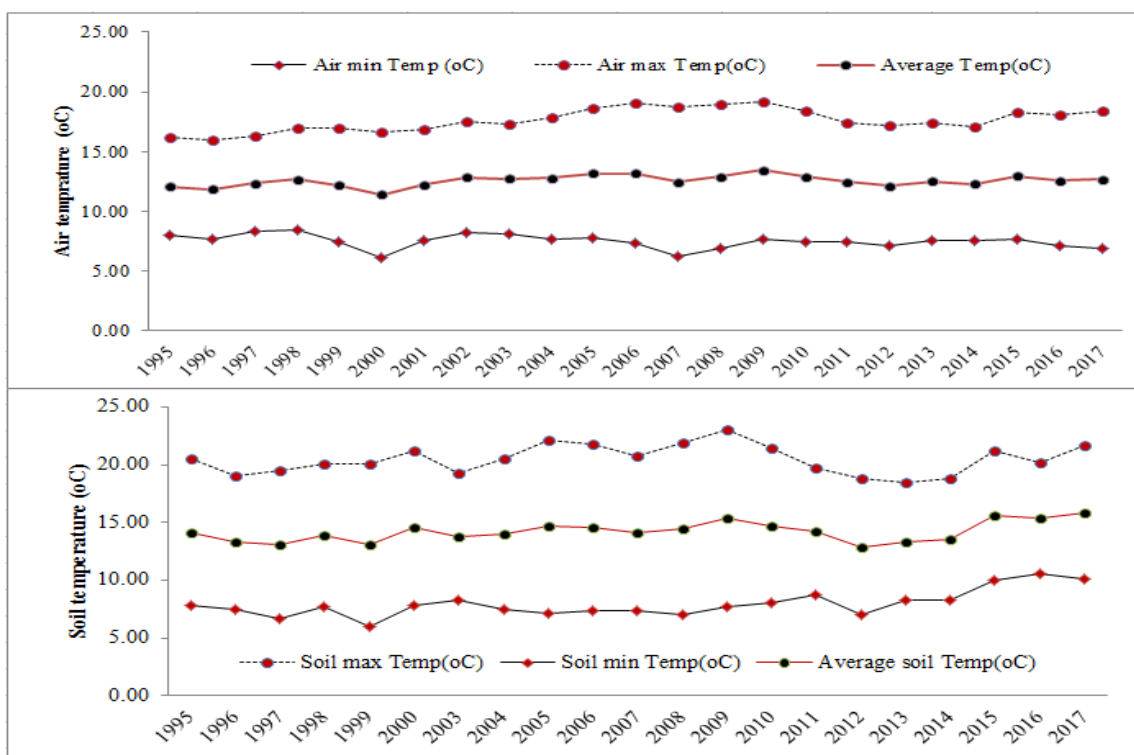 25.00
Air min Temp (oC) Air max Temp(oC) Average Temp(oC)
20.00
15.00
10.00
5.00
0.00
Air temprature (oC)
1995 1996 1997 1998 1999 2000 2001 2002 2003 2004 2005 2006 2007 2008 2009 2010 2011 2012 2013 2014 2015 2016 2017
25.00
20.00
15.00
10.00
5.00
0.00
Soil temperature (oC)
Soil max Temp(oC) Soil min Temp(oC) Average soil Temp(oC)
1995 1996 1997 1998 1999 2000 2003 2004 2005 2006 2007 2008 2009 2010 2011 2012 2013 2014 2015 2016 2017